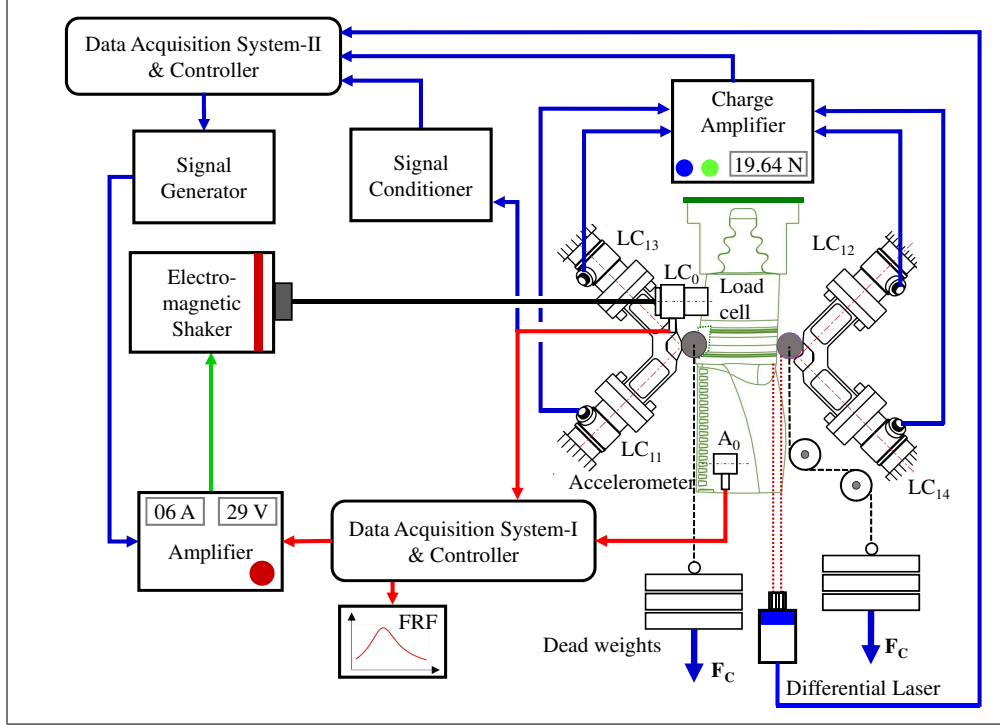 Data Acquisition System-II
& Controller
Charge
Amplifier
19.64 N
Signal
Generator
Signal
Conditioner
LC13
LC12
LC0
Load
cell
Electro-
magnetic
Shaker
LC11
A0
Accelerometer
LC14
06 A
29 V
Amplifier
Data Acquisition System-I
& Controller
FRF
Dead weights
FC
FC
Differential Laser